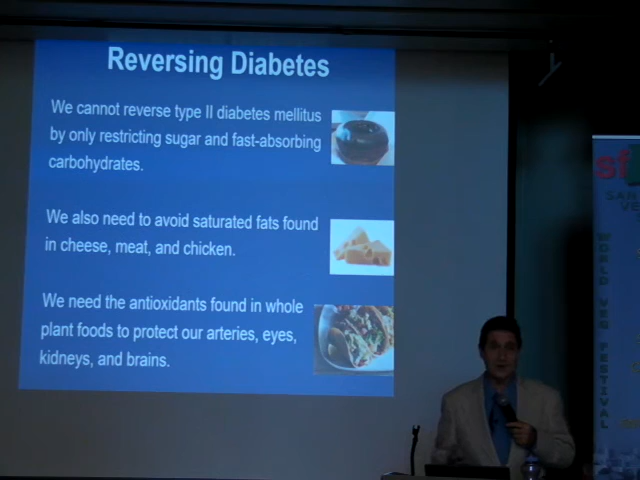 Reversing Diabetes
We cannot reverse type II diabetes mellitus
by only restricting sugar and fast-absorbing
carbohydrates.
We also need to avoid saturated fats found
in cheese, meat, and chicken.
We need the antioxidants found in whole
plant foods to protect our arteries, eyes,
kidneys, and brains.
sf
SAN
VE
WORLD VEG FESTIVAL